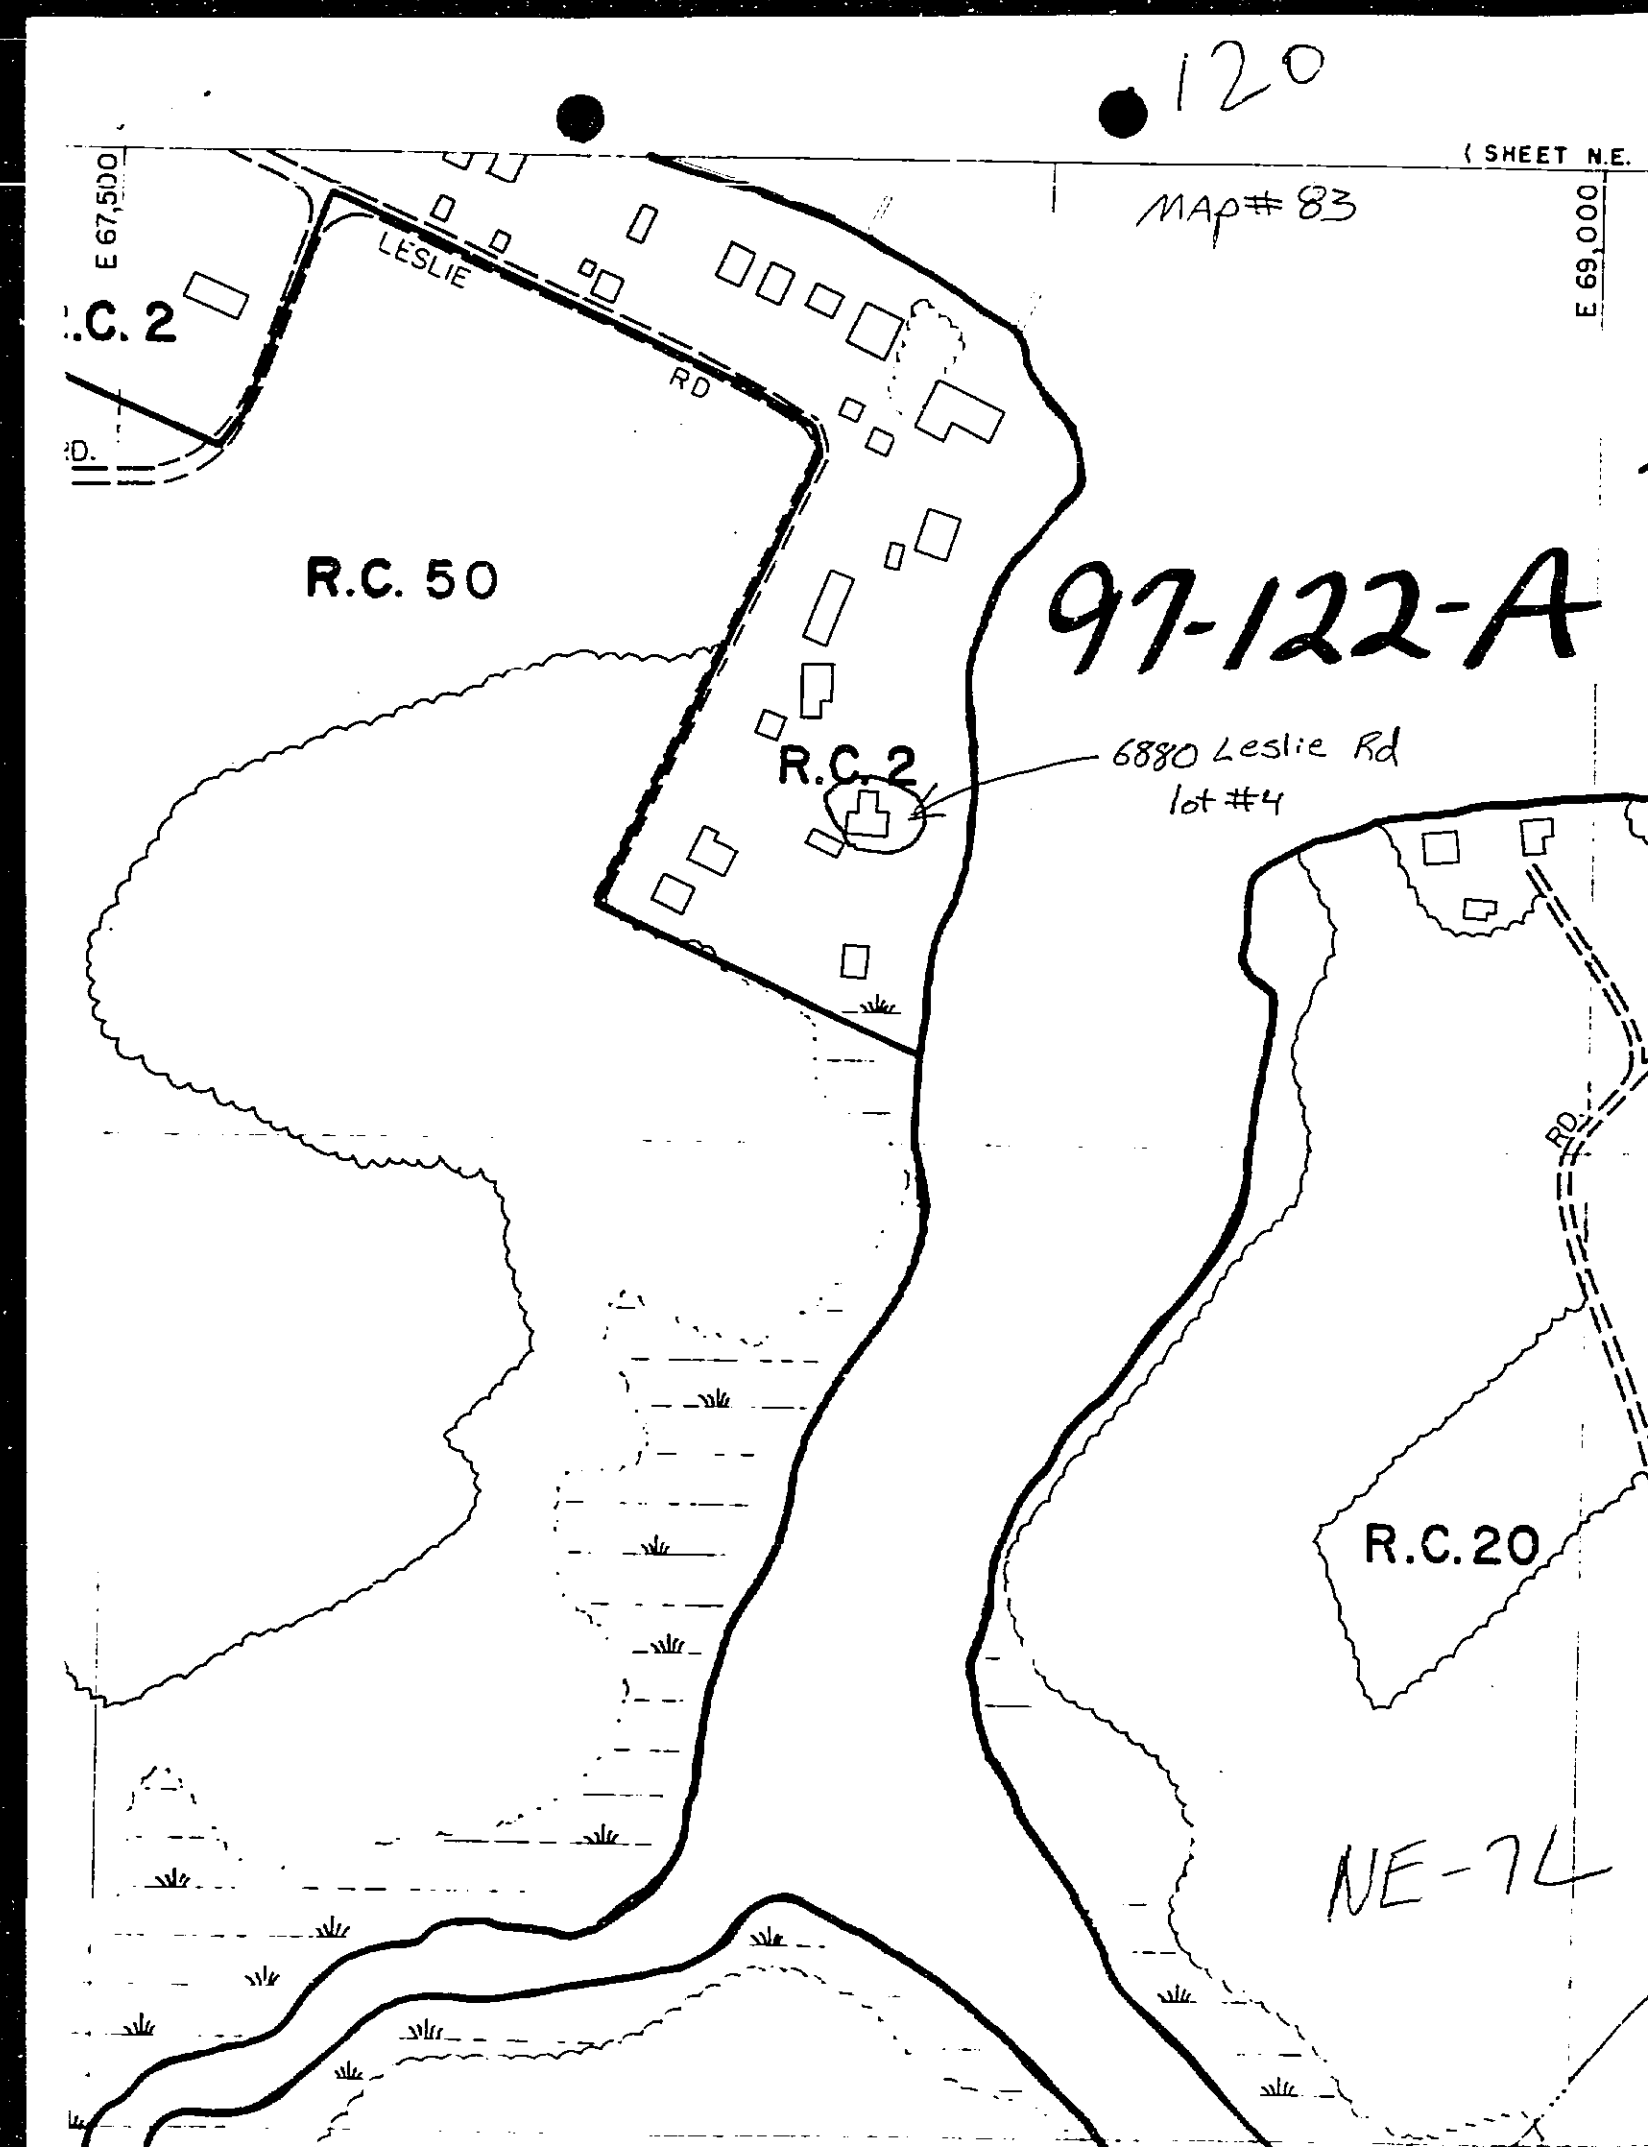 120
( SHEET N.E.
E 67,500
MAP# 83
E 69,000
LESLIE
.C. 2
RD
RD.
R.C. 50
97-122-A
R.C. 2
6880 Leslie Rd
lot #4
RD.
R.C. 20
NE-7L